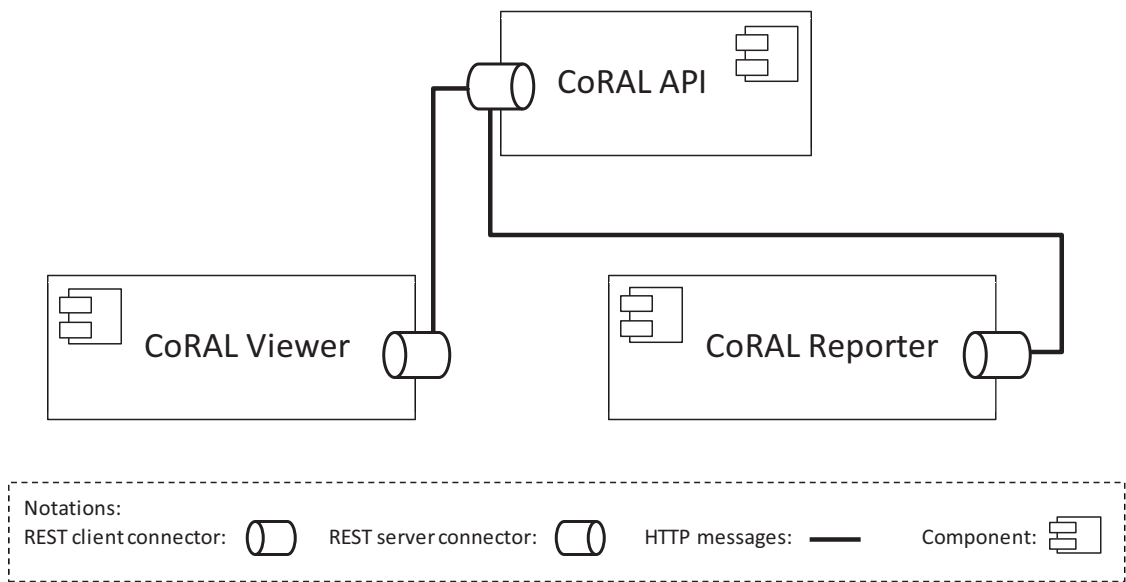 CoRAL API
CoRAL Viewer
CoRAL Reporter
Notations:
REST client connector:
REST server connector:
HTTP messages:
Component: